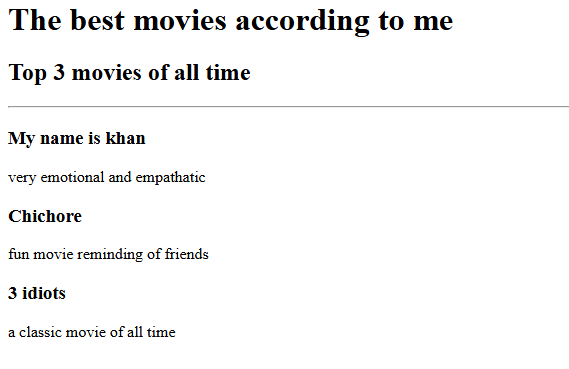 The best movies according to me
Top 3 movies of all time
My name is khan
very emotional and empathatic
Chichore
fun movie reminding of friends
3 idiots
a classic movie of all time